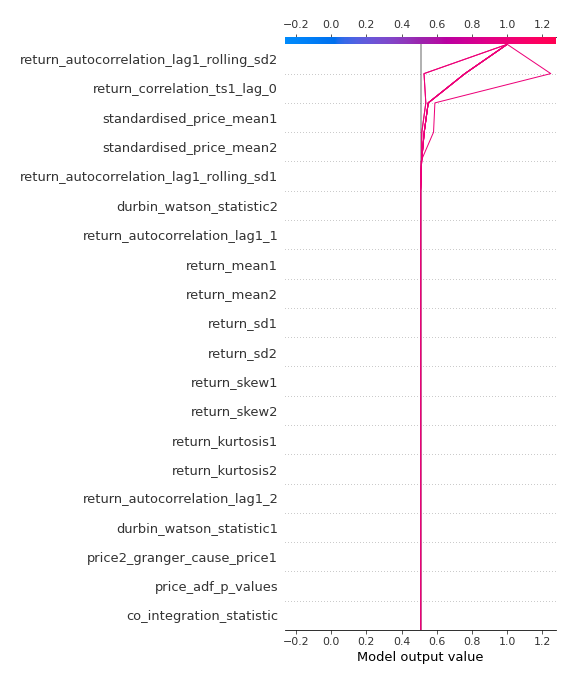 −0.2 0.0 0.2 0.4 0.6 0.8 1.0 1.2
return_autocorrelation_lag1_rolling_sd2
return_correlation_ts1_lag_0
standardised_price_mean1
standardised_price_mean2
return_autocorrelation_lag1_rolling_sd1
durbin_watson_statistic2
return_autocorrelation_lag1_1
return_mean1
return_mean2
return_sd1
return_sd2
return_skew1
return_skew2
return_kurtosis1
return_kurtosis2
return_autocorrelation_lag1_2
durbin_watson_statistic1
price2_granger_cause_price1
price_adf_p_values
co_integration_statistic
−0.2 0.0 0.2 0.4 0.6 0.8 1.0 1.2
Model output value